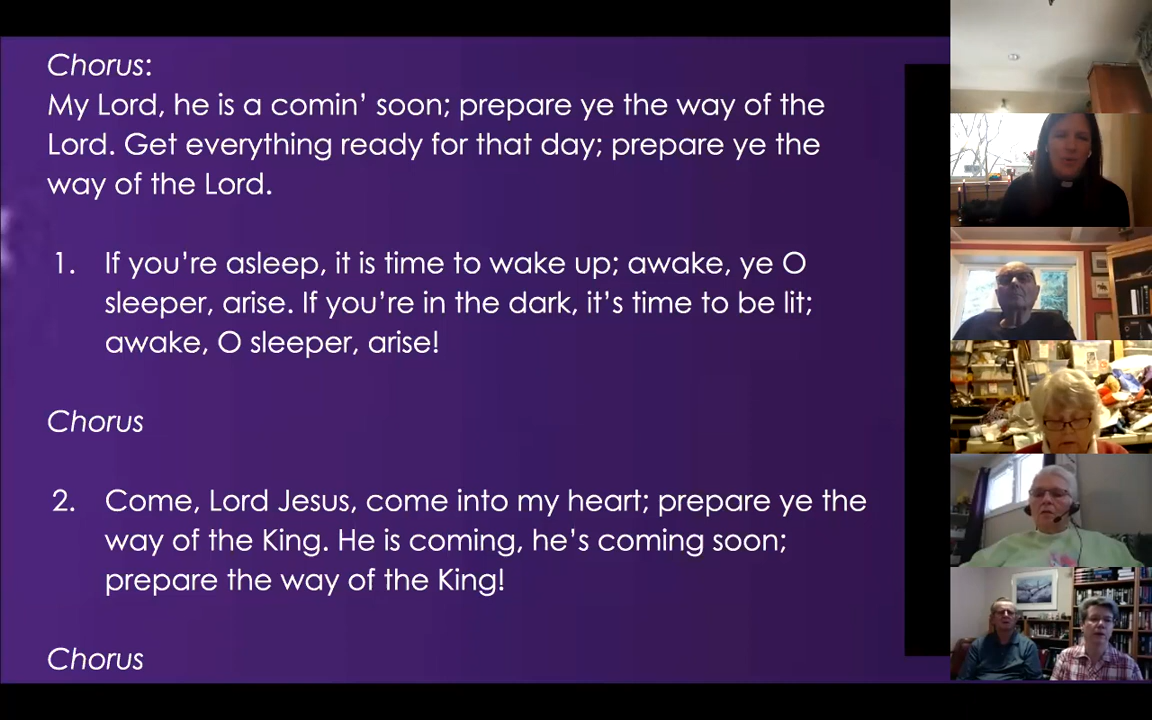 Chorus:
My Lord, he is a comin’ soon; prepare ye the way of the
Lord. Get everything ready for that day; prepare ye the
way of the Lord.
1. If you’re asleep, it is time to wake up; awake, ye O
sleeper, arise. If you’re in the dark, it’s time to be lit;
awake, O sleeper, arise!
Chorus
2. Come, Lord Jesus, come into my heart; prepare ye the
way of the King. He is coming, he’s coming soon;
prepare the way of the King!
Chorus